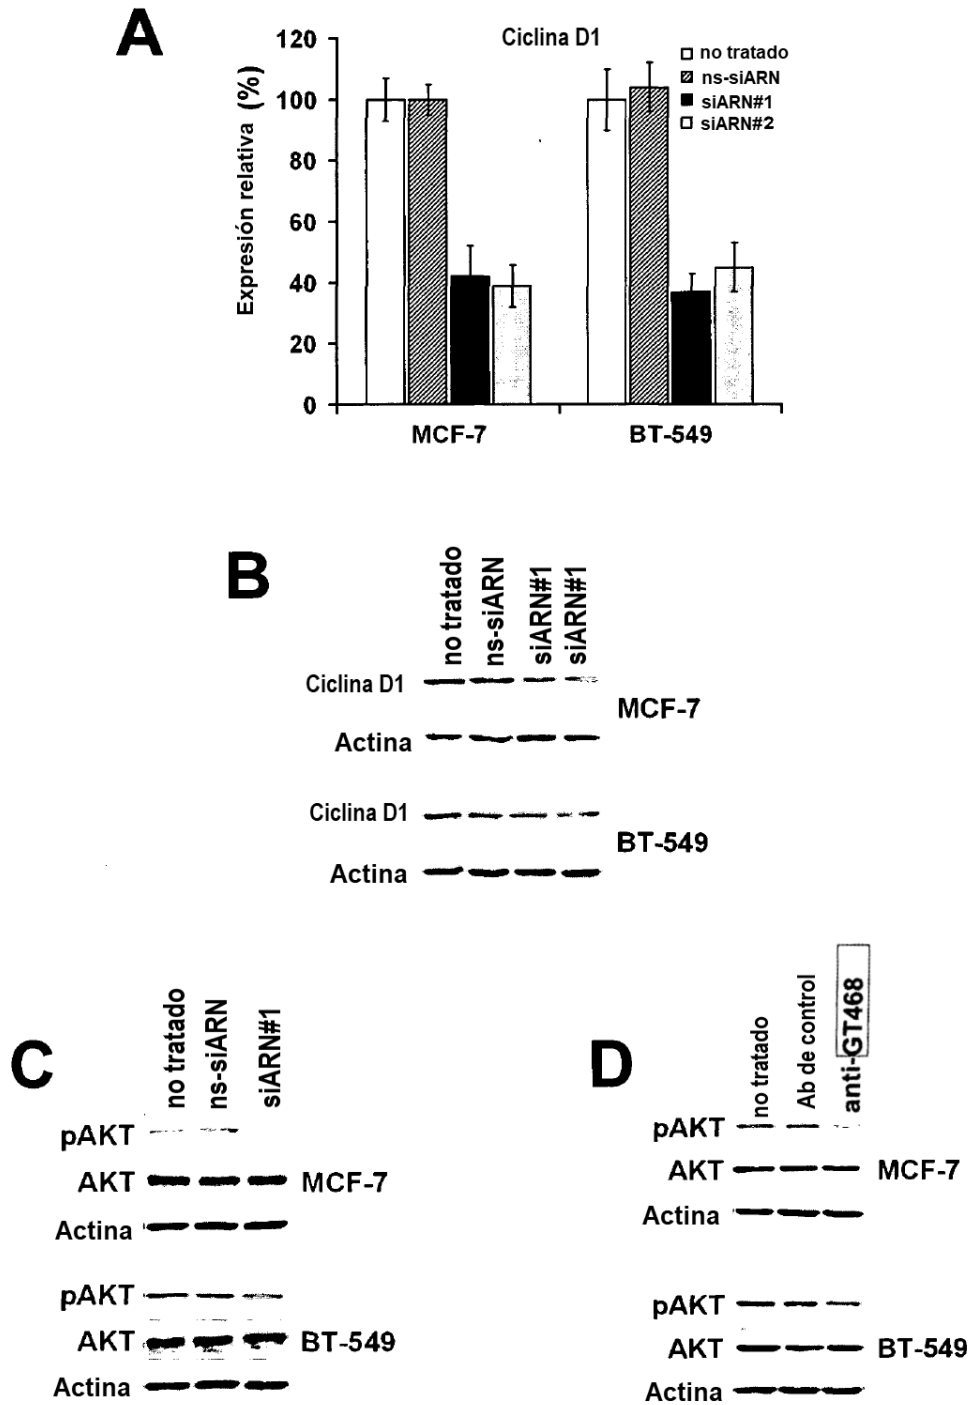 A
Ciclina D1
no tratado
ns-siARN
siARN#1
siARN#2
Expresión relativa (%)
120
100
80
60
40
20
0
MCF-7
BT-549
B
no tratado
ns-siARN
siARN#1
siARN#1
Ciclina D1
MCF-7
Actina
Ciclina D1
BT-549
Actina
C
no tratado
ns-siARN
siARN#1
pAKT
AKT
MCF-7
Actina
pAKT
AKT
BT-549
Actina
D
no tratado
Ab de control
anti-GT468
pAKT
AKT
MCF-7
Actina
pAKT
AKT
BT-549
Actina